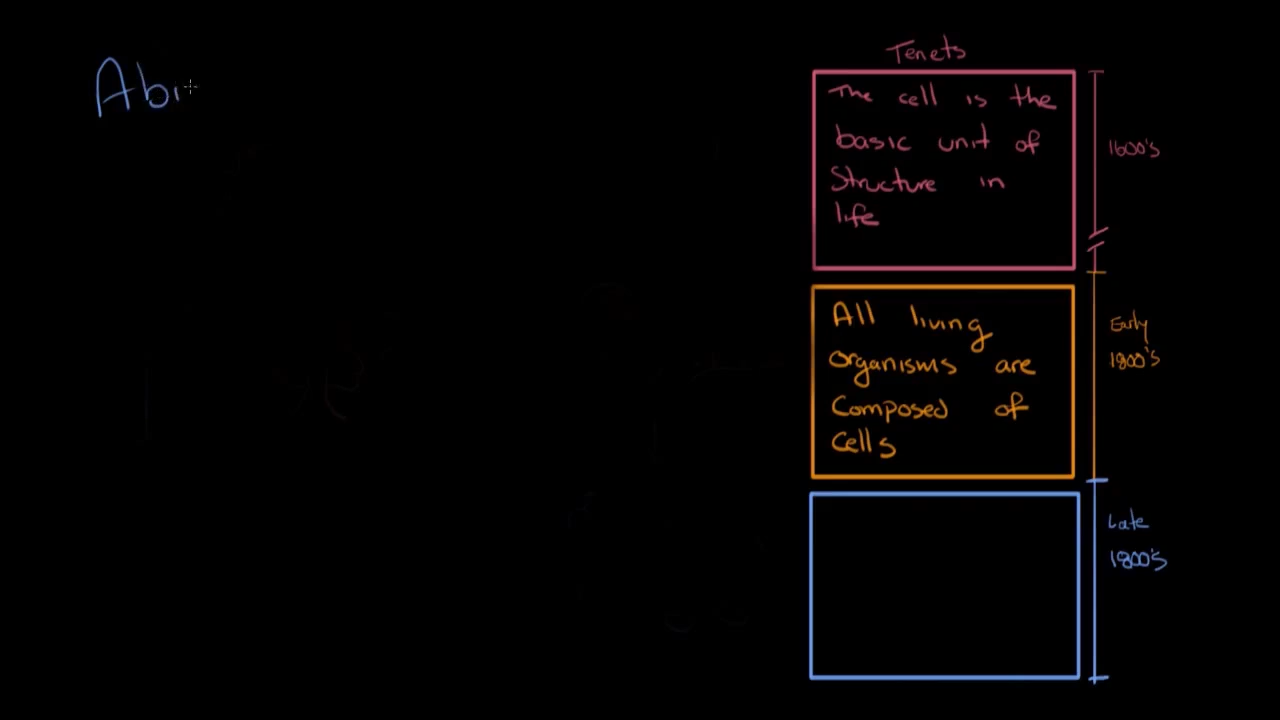 Abi
Tenets
The cell is the
basic unit of
Structure in
life
1600's
All living
organisms are
Composed of
Cells
Early
1800's
Late
1800's